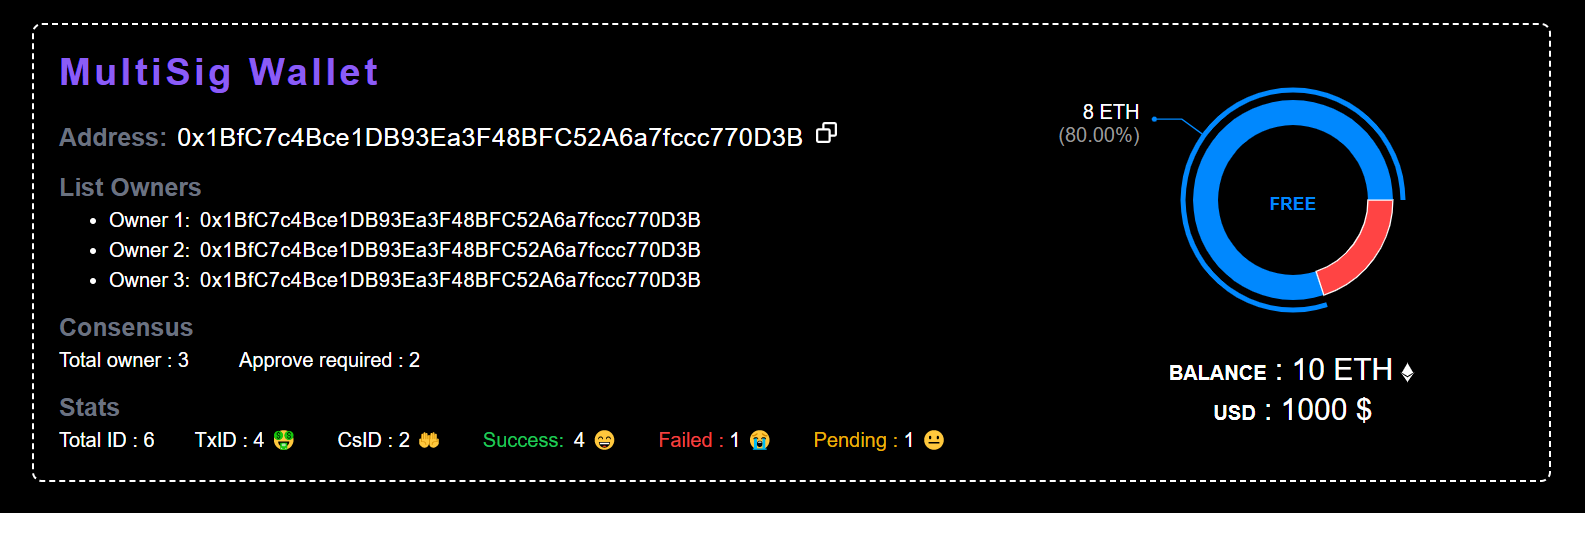 MultiSig Wallet
Address: 0x1BfC7c4Bce1DB93Ea3F48BFC52A6a7fccc770D3B
List Owners
• Owner 1: 0x1BfC7c4Bce1DB93Ea3F48BFC52A6a7fccc770D3B
• Owner 2: 0x1BfC7c4Bce1DB93Ea3F48BFC52A6a7fccc770D3B
• Owner 3: 0x1BfC7c4Bce1DB93Ea3F48BFC52A6a7fccc770D3B
Consensus
Total owner : 3 Approve required : 2
Stats
Total ID : 6 TxID : 4 🤑 CsID : 2 🤲 Success: 4 😄 Failed : 1 😭 Pending : 1 😐
8 ETH
(80.00%)
FREE
BALANCE : 10 ETH
USD : 1000 $